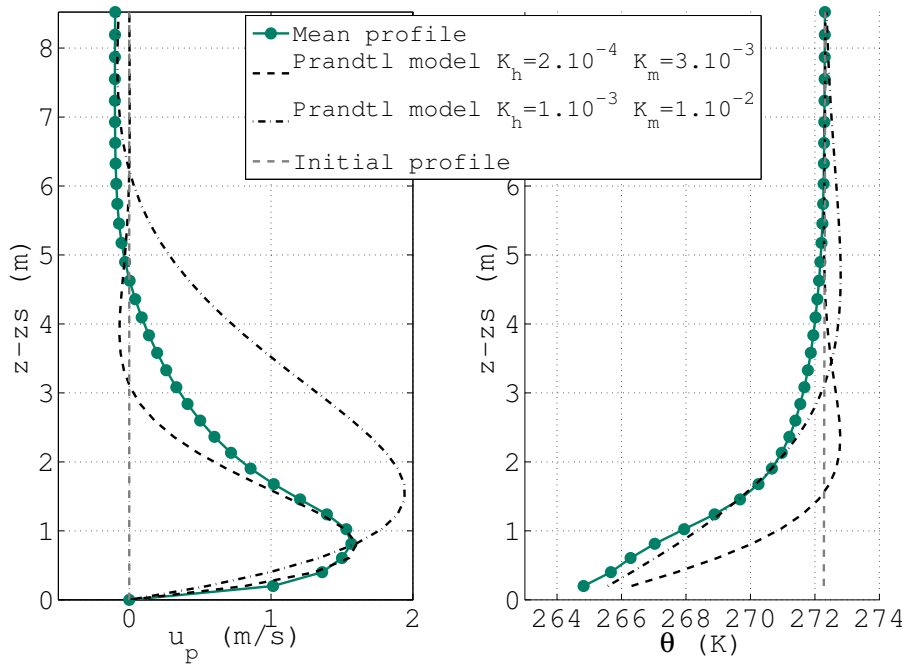 Mean profile
Prandtl model K_h=2.10^-4 K_m=3.10^-3
Prandtl model K_h=1.10^-3 K_m=1.10^-2
Initial profile
8
7
6
5
4
3
2
1
0
z-zs (m)
0 1 2
u_p (m/s)
6
5
4
3
2
1
0
z-zs (m)
264 266 268 270 272 274
θ (K)